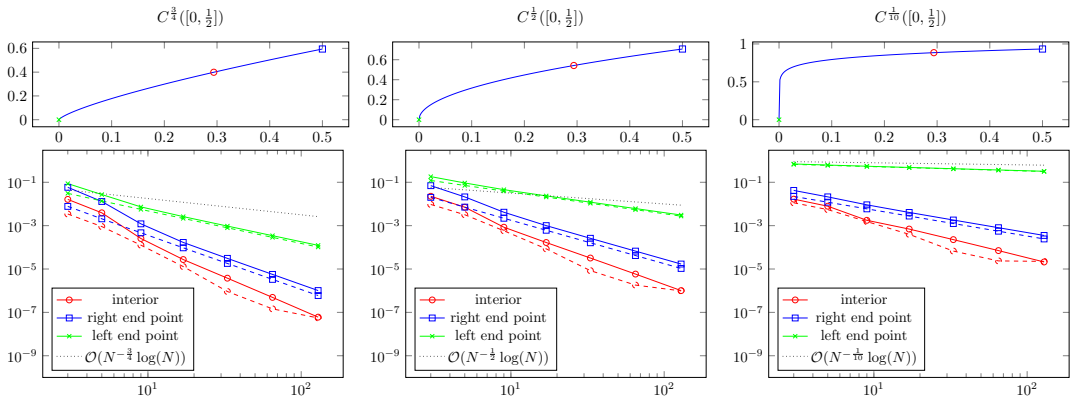 C^{3/4}([0, 1/2])
C^{1/2}([0, 1/2])
C^{1/10}([0, 1/2])
0.6
0.4
0.2
0
0 0.1 0.2 0.3 0.4 0.5
0.6
0.4
0.2
0
0 0.1 0.2 0.3 0.4 0.5
1
0.5
0
0 0.1 0.2 0.3 0.4 0.5
10^{-1}
10^{-3}
10^{-5}
10^{-7}
10^{-9}
10^1 10^2
interior
right end point
left end point
O(N^{-3/4} log(N))
10^{-1}
10^{-3}
10^{-5}
10^{-7}
10^{-9}
10^1 10^2
interior
right end point
left end point
O(N^{-1/2} log(N))
10^{-1}
10^{-3}
10^{-5}
10^{-7}
10^{-9}
10^1 10^2
interior
right end point
left end point
O(N^{-1/10} log(N))